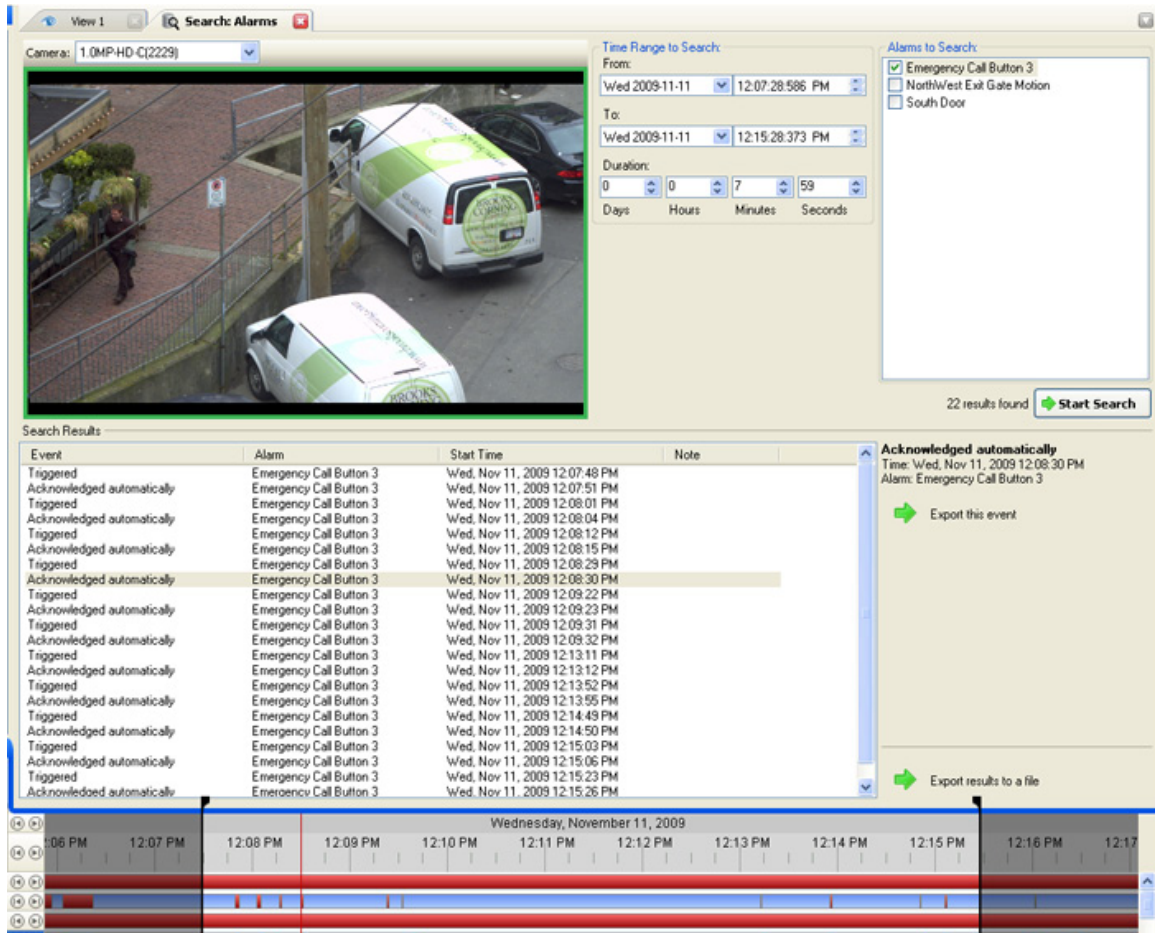 View 1
Search: Alarms
Camera: 1.0MP-HD-C(2229)
BROOKS
CORNING
BROOKS
Time Range to Search:
From:
Wed 2009-11-11 12:07:28:586 PM
To:
Wed 2009-11-11 12:15:28:373 PM
Duration:
0 0 7 59
Days Hours Minutes Seconds
Alarms to Search:
Emergency Call Button 3
NorthWest Exit Gate Motion
South Door
22 results found Start Search
Search Results
Event Alarm Start Time Note
Triggered Emergency Call Button 3 Wed, Nov 11, 2009 12:07:48 PM
Acknowledged automatically Emergency Call Button 3 Wed, Nov 11, 2009 12:07:51 PM
Triggered Emergency Call Button 3 Wed, Nov 11, 2009 12:08:01 PM
Acknowledged automatically Emergency Call Button 3 Wed, Nov 11, 2009 12:08:04 PM
Triggered Emergency Call Button 3 Wed, Nov 11, 2009 12:08:12 PM
Acknowledged automatically Emergency Call Button 3 Wed, Nov 11, 2009 12:08:15 PM
Triggered Emergency Call Button 3 Wed, Nov 11, 2009 12:08:29 PM
Acknowledged automatically Emergency Call Button 3 Wed, Nov 11, 2009 12:08:30 PM
Triggered Emergency Call Button 3 Wed, Nov 11, 2009 12:09:22 PM
Acknowledged automatically Emergency Call Button 3 Wed, Nov 11, 2009 12:09:23 PM
Triggered Emergency Call Button 3 Wed, Nov 11, 2009 12:09:31 PM
Acknowledged automatically Emergency Call Button 3 Wed, Nov 11, 2009 12:09:32 PM
Triggered Emergency Call Button 3 Wed, Nov 11, 2009 12:13:11 PM
Acknowledged automatically Emergency Call Button 3 Wed, Nov 11, 2009 12:13:12 PM
Triggered Emergency Call Button 3 Wed, Nov 11, 2009 12:13:52 PM
Acknowledged automatically Emergency Call Button 3 Wed, Nov 11, 2009 12:13:55 PM
Triggered Emergency Call Button 3 Wed, Nov 11, 2009 12:14:49 PM
Acknowledged automatically Emergency Call Button 3 Wed, Nov 11, 2009 12:14:50 PM
Triggered Emergency Call Button 3 Wed, Nov 11, 2009 12:15:03 PM
Acknowledged automatically Emergency Call Button 3 Wed, Nov 11, 2009 12:15:06 PM
Triggered Emergency Call Button 3 Wed, Nov 11, 2009 12:15:23 PM
Acknowledged automatically Emergency Call Button 3 Wed, Nov 11, 2009 12:15:26 PM
Acknowledged automatically
Time: Wed, Nov 11, 2009 12:08:30 PM
Alarm: Emergency Call Button 3
Export this event
Export results to a file
Wednesday, November 11, 2009
:06 PM 12:07 PM 12:08 PM 12:09 PM 12:10 PM 12:11 PM 12:12 PM 12:13 PM 12:14 PM 12:15 PM 12:16 PM 12:17